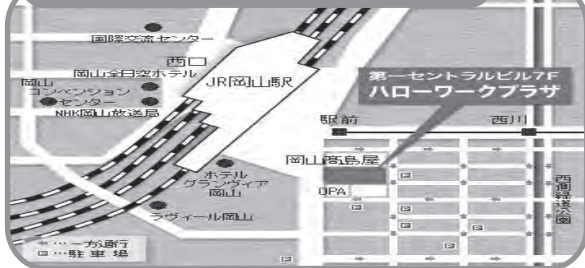 国際交流センター
西口
岡山全日空ホテル
岡山
コンベンション
センター
NHK岡山放送局
JR岡山駅
第一セントラルビル7F
ハローワークプラザ
駅前
西川
岡山髙島屋
OPA
ホテル
グランヴィア
岡山
ラヴィール岡山
西側緑道公園
…一方通行
P…駐車場